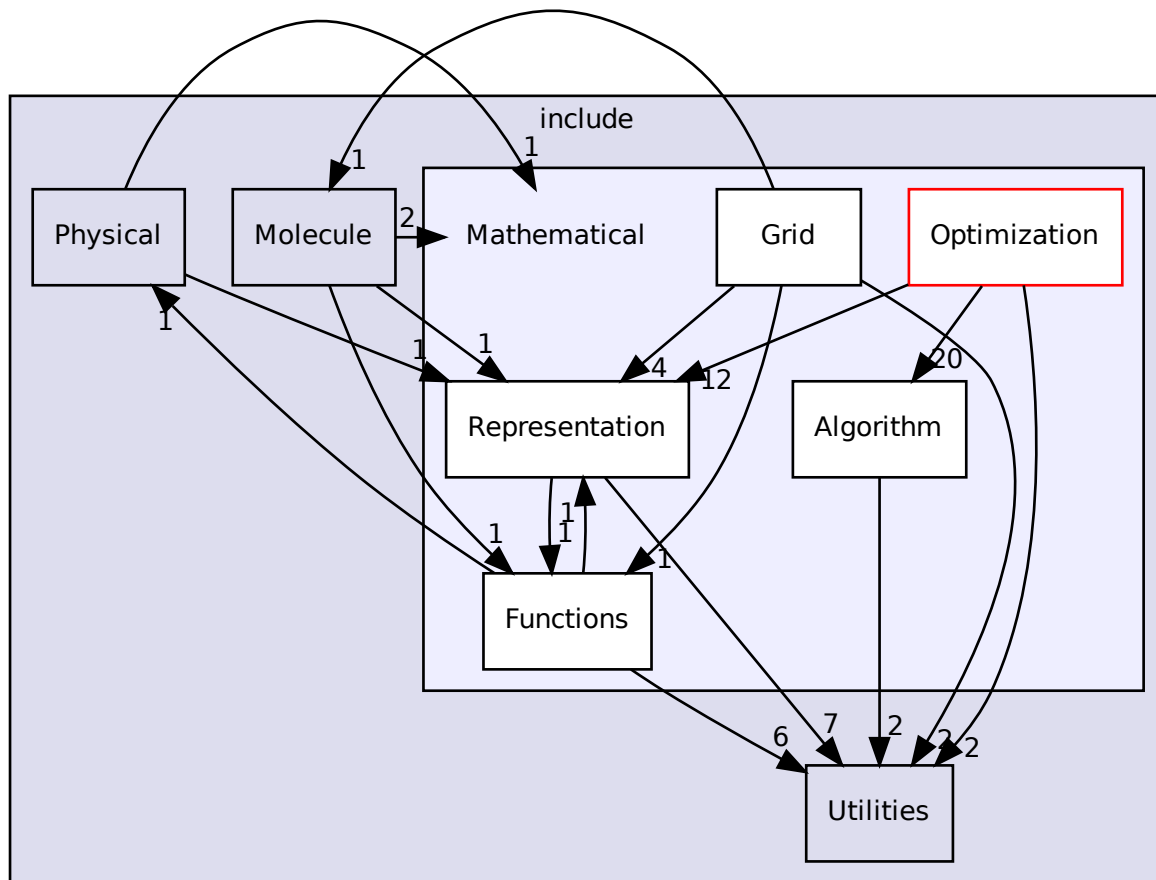 include
1
1
Physical
Molecule
2
Mathematical
Grid
Optimization
1
1
1
4
12
20
Representation
Algorithm
1
1
1
1
Functions
6
7
2
2
2
Utilities